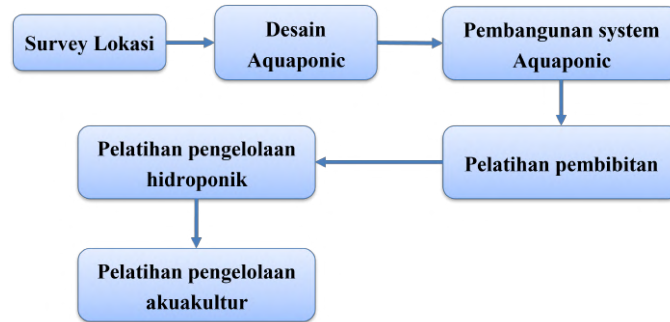 Survey Lokasi
Desain
Aquaponic
Pembangunan system
Aquaponic
Pelatihan pembibitan
Pelatihan pengelolaan
hidroponik
Pelatihan pengelolaan
akuakultur